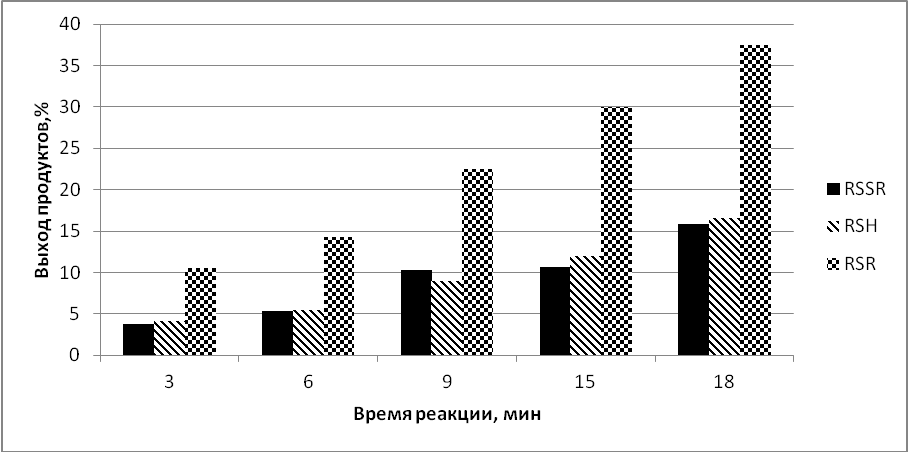 40
35
30
25
20
15
10
5
0
Выход продуктов,%
3 6 9 15 18
Время реакции, мин
RSSR
RSH
RSR